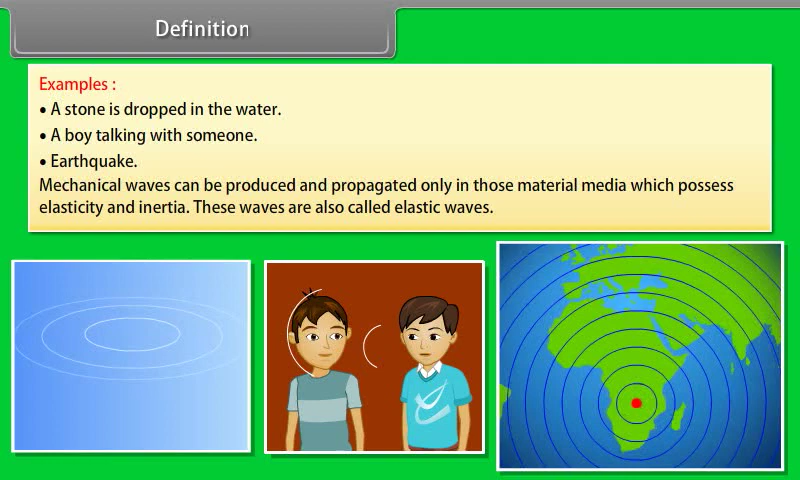 Definition
Examples :
• A stone is dropped in the water.
• A boy talking with someone.
• Earthquake.
Mechanical waves can be produced and propagated only in those material media which possess
elasticity and inertia. These waves are also called elastic waves.